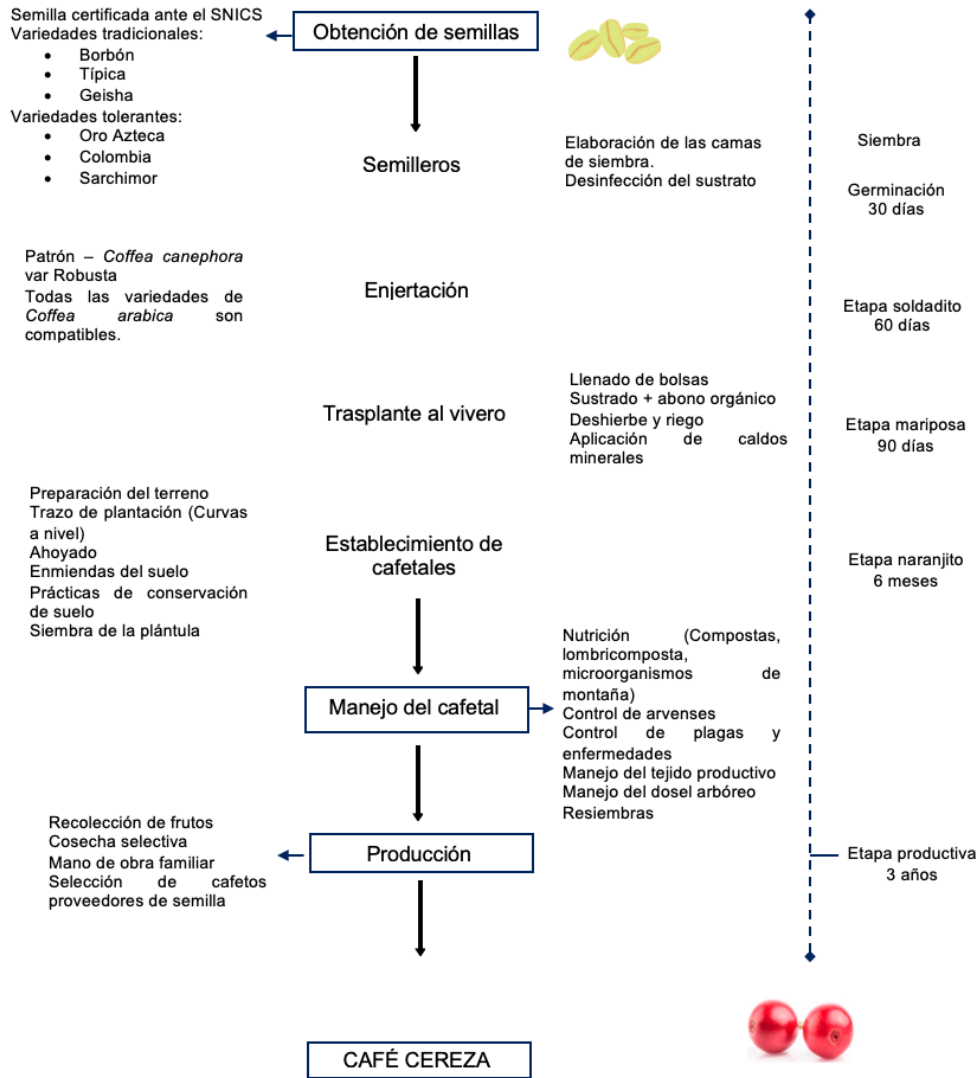 Semilla certificada ante el SNICS
Variedades tradicionales:
• Borbón
• Típica
• Geisha
Variedades tolerantes:
• Oro Azteca
• Colombia
• Sarchimor
Obtención de semillas
Semilleros
Elaboración de las camas
de siembra.
Desinfección del sustrato
Siembra
Germinación
30 días
Patrón – Coffea canephora
var Robusta
Todas las variedades de
Coffea arabica son
compatibles.
Enjertación
Etapa soldadito
60 días
Trasplante al vivero
Llenado de bolsas
Sustrado + abono orgánico
Deshierbe y riego
Aplicación de caldos
minerales
Etapa mariposa
90 días
Preparación del terreno
Trazo de plantación (Curvas
a nivel)
Ahoyado
Enmiendas del suelo
Prácticas de conservación
de suelo
Siembra de la plántula
Establecimiento de
cafetales
Etapa naranjito
6 meses
Manejo del cafetal
Nutrición (Compostas,
lombricomposta,
microorganismos de
montaña)
Control de arvenses
Control de plagas y
enfermedades
Manejo del tejido productivo
Manejo del dosel arbóreo
Resiembras
Recolección de frutos
Cosecha selectiva
Mano de obra familiar
Selección de cafetos
proveedores de semilla
Producción
Etapa productiva
3 años
CAFÉ CEREZA